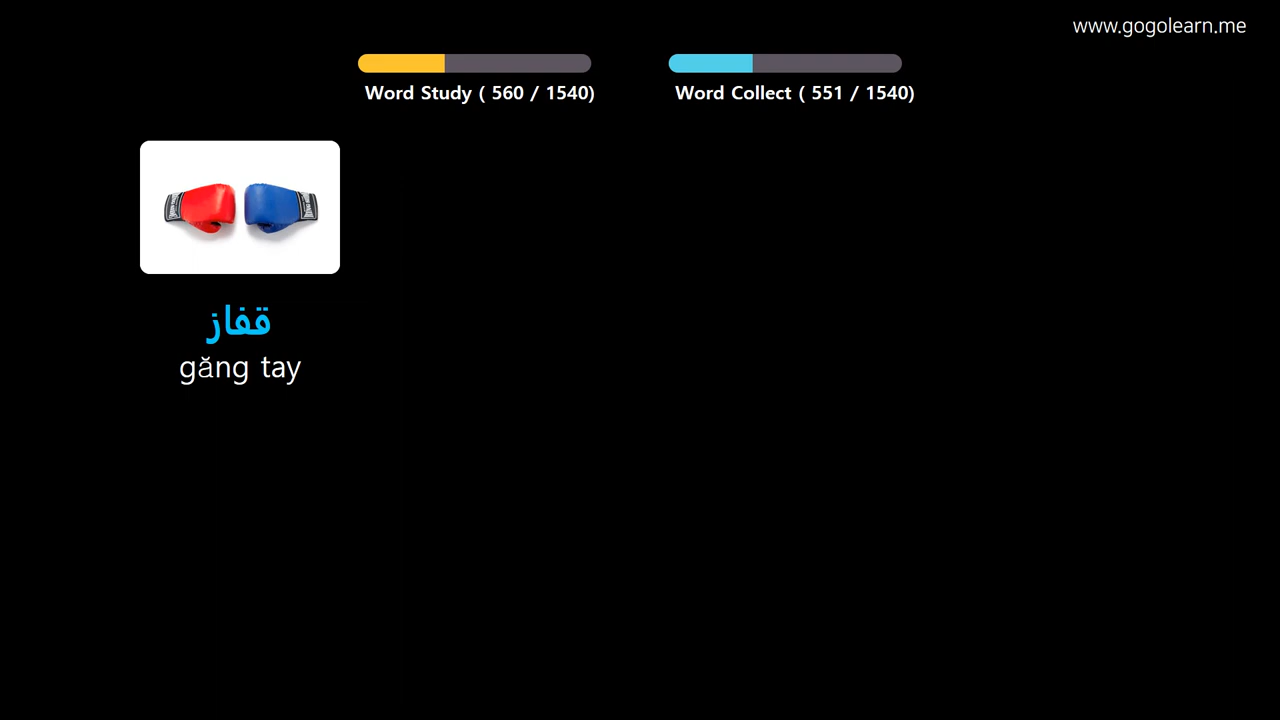 www.gogolearn.me
Word Study ( 560 / 1540)
Word Collect ( 551 / 1540)
قفاز
găng tay